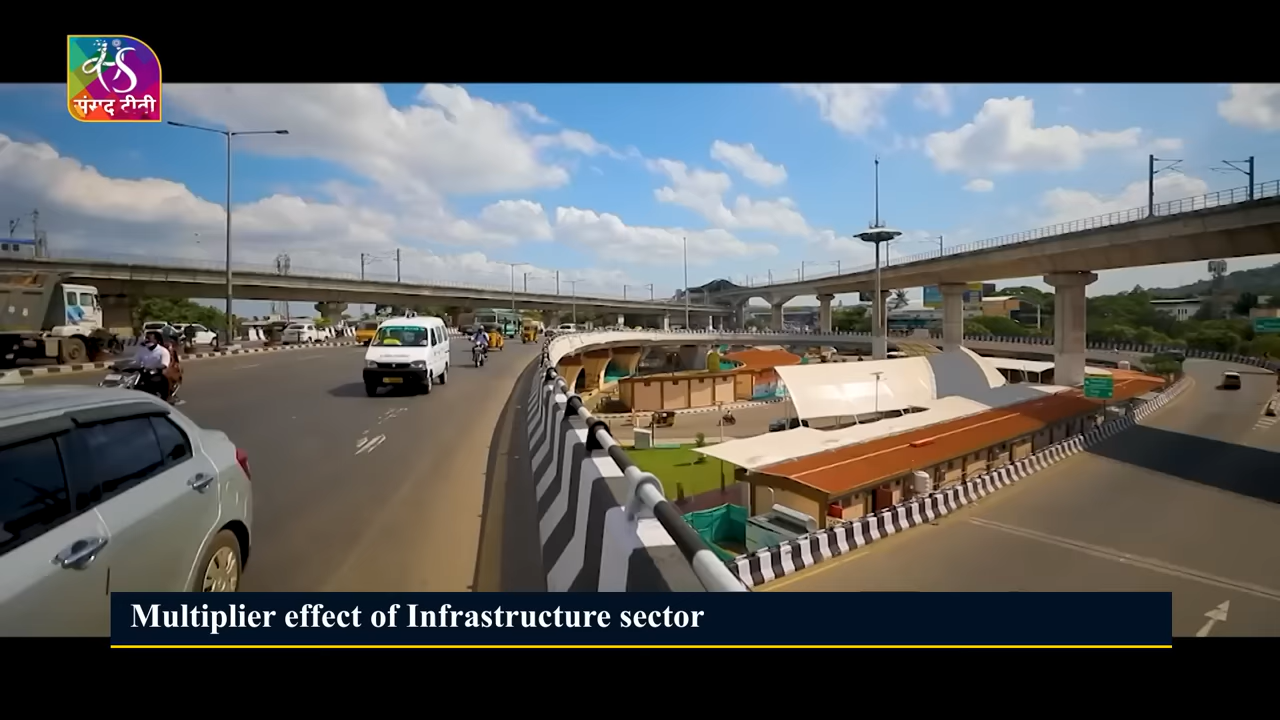 संसद टीवी
Multiplier effect of Infrastructure sector